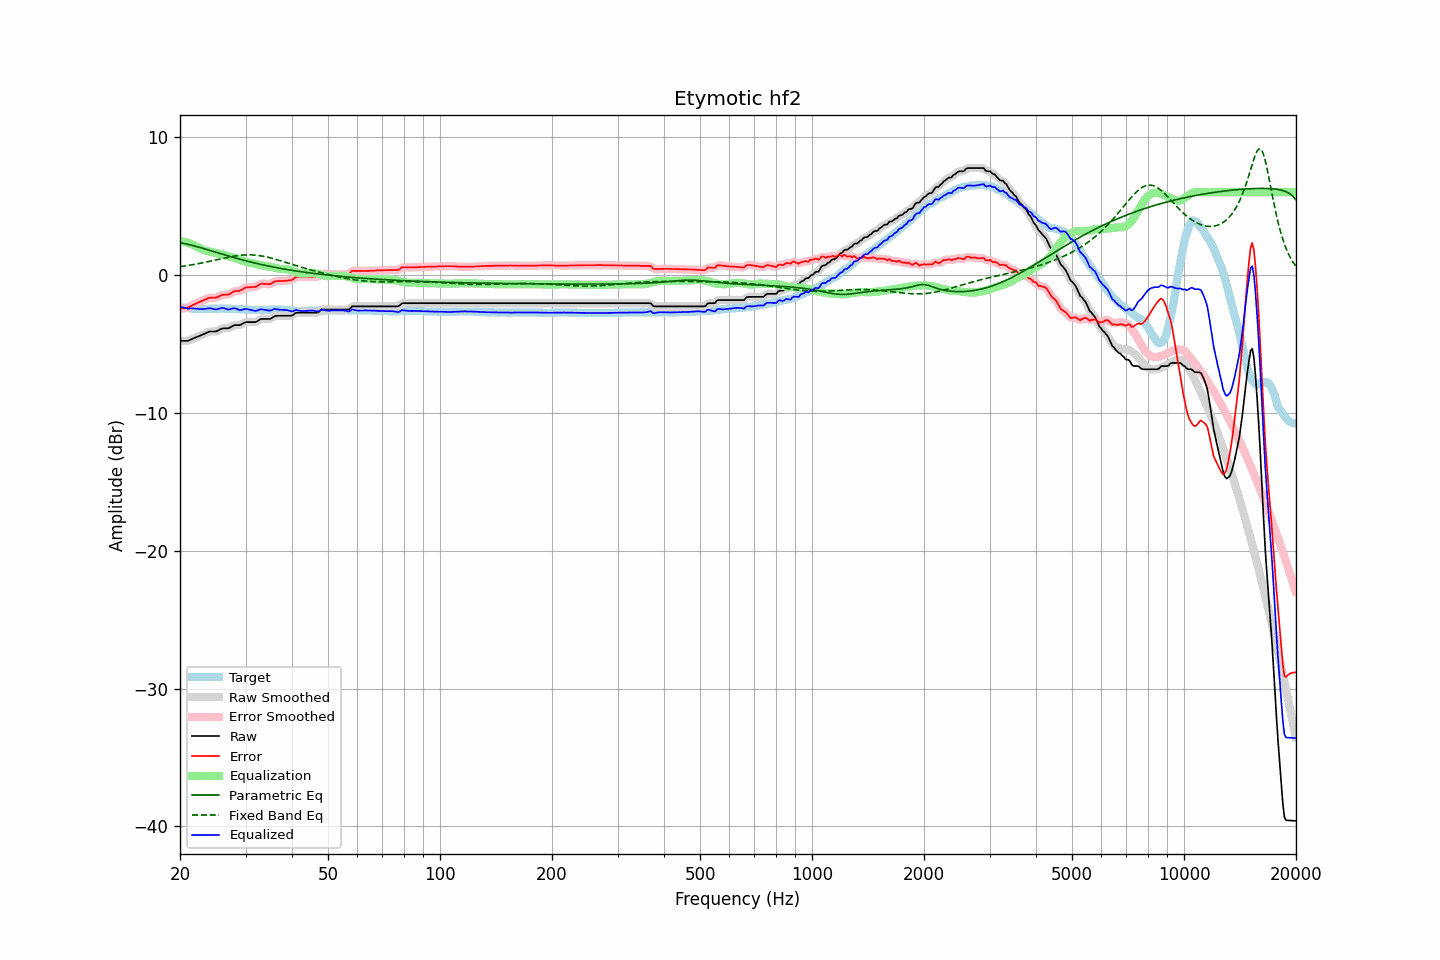 Etymotic hf2
10
0
−10
−20
−30
−40
Amplitude (dBr)
Target
Raw Smoothed
Error Smoothed
Raw
Error
Equalization
Parametric Eq
Fixed Band Eq
Equalized
20 50 100 200 500 1000 2000 5000 10000 20000
Frequency (Hz)